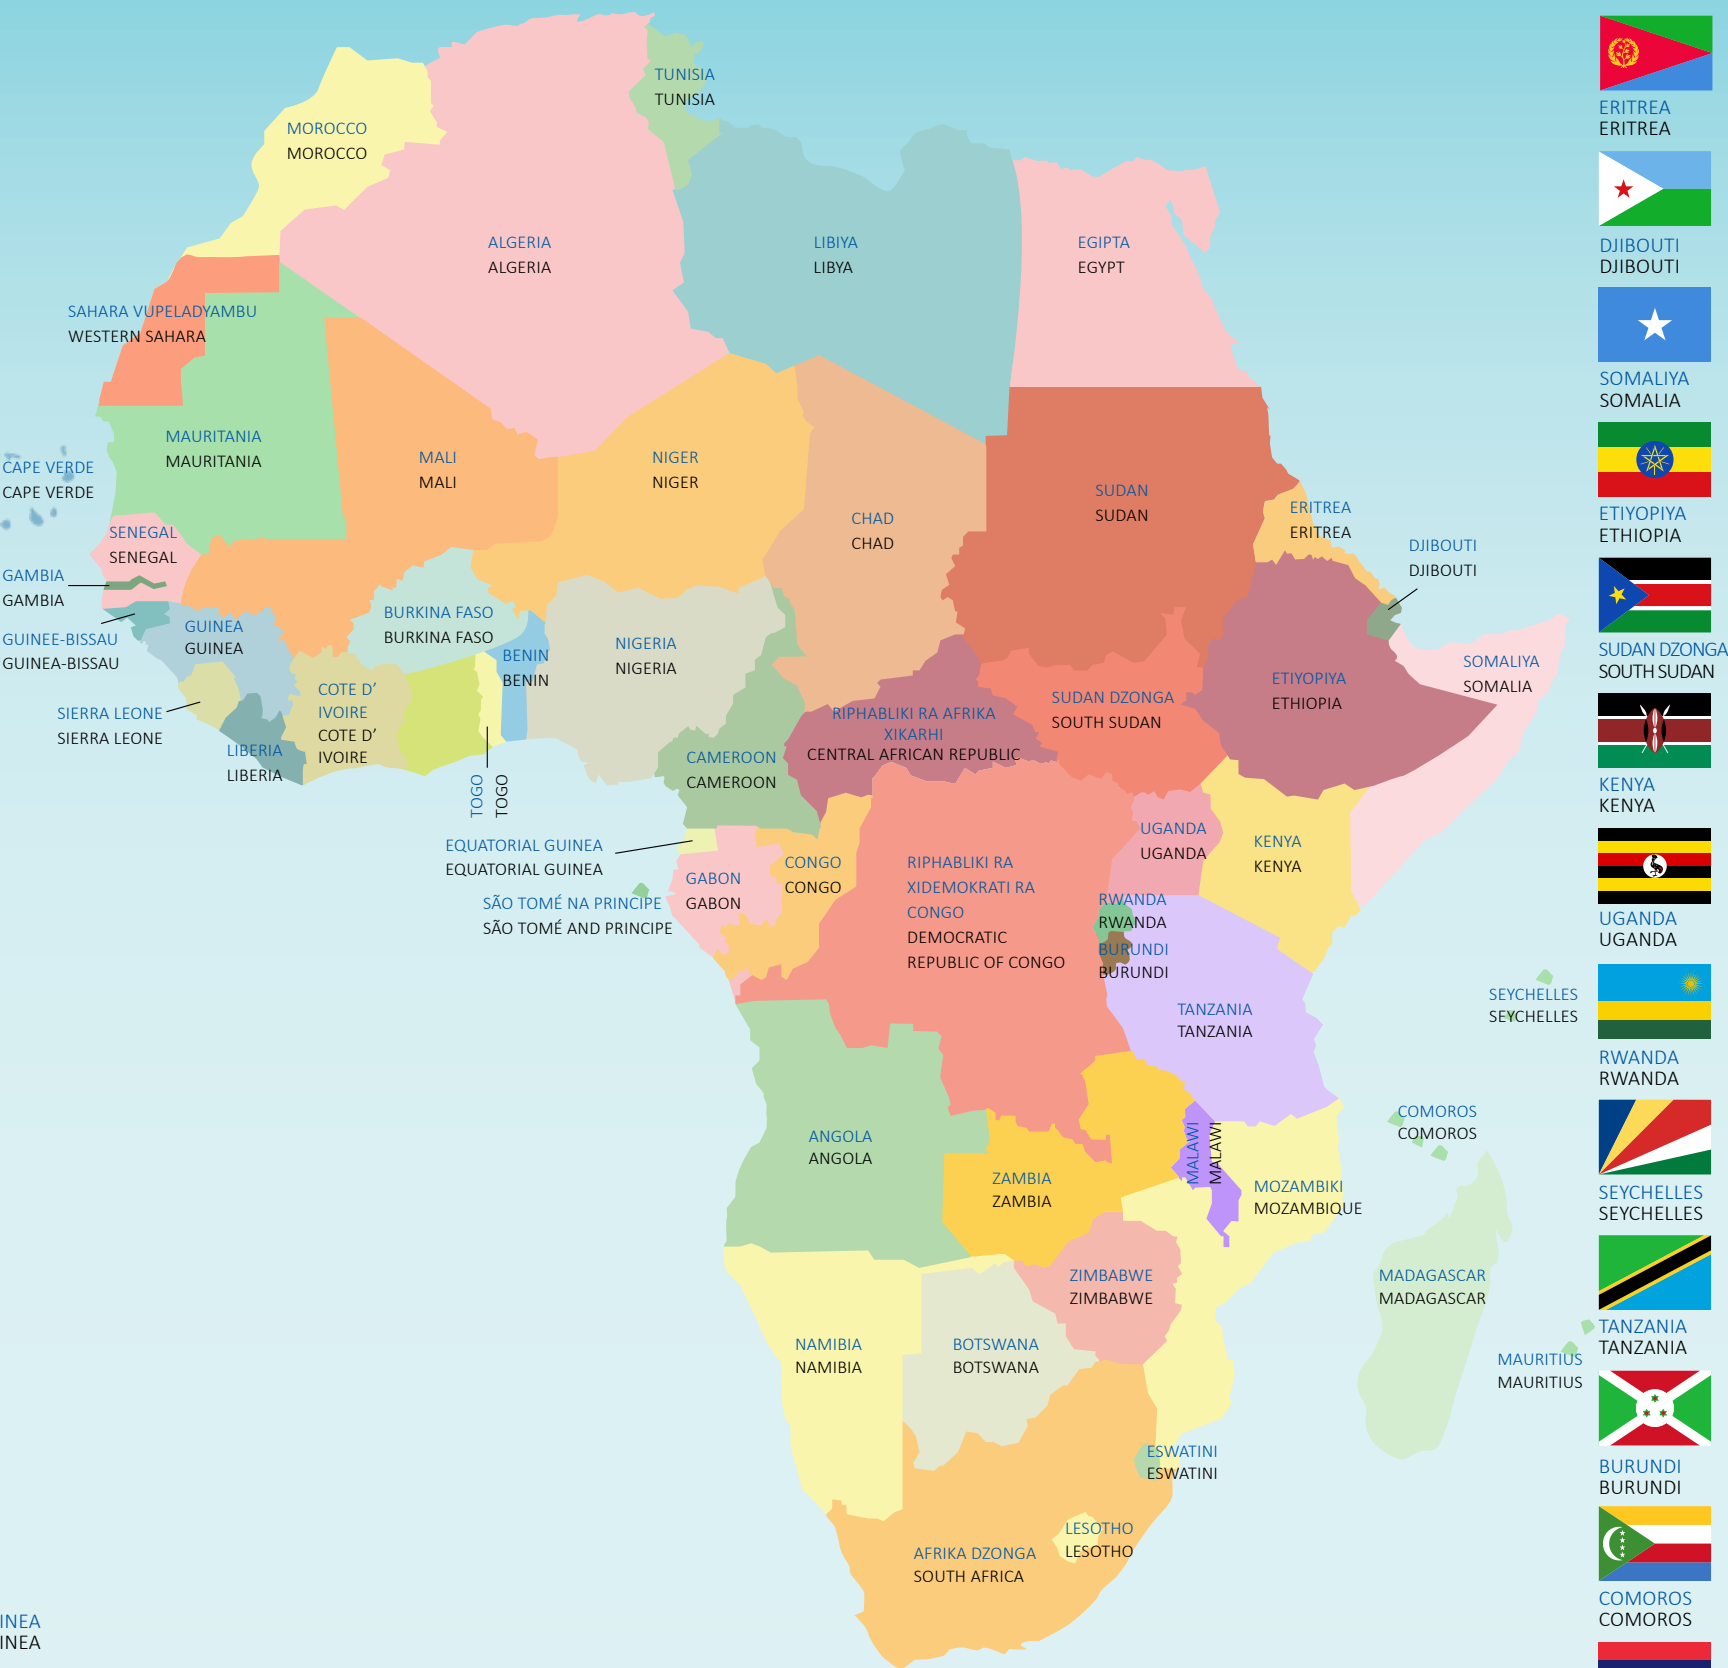 TUNISIA
TUNISIA
MOROCCO
MOROCCO
ALGERIA
ALGERIA
LIBIYA
LIBYA
EGIPTA
EGYPT
SAHARA VUPELADYAMBU
WESTERN SAHARA
MAURITANIA
MAURITANIA
MALI
MALI
NIGER
NIGER
CHAD
CHAD
SUDAN
SUDAN
ERITREA
ERITREA
DJIBOUTI
DJIBOUTI
CAPE VERDE
CAPE VERDE
SENEGAL
SENEGAL
GAMBIA
GAMBIA
GUINEE-BISSAU
GUINEA-BISSAU
GUINEA
GUINEA
BURKINA FASO
BURKINA FASO
BENIN
BENIN
NIGERIA
NIGERIA
SOMALIYA
SOMALIA
ETIYOPIYA
ETHIOPIA
SUDAN DZONGA
SOUTH SUDAN
COTE D’
IVOIRE
COTE D’
IVOIRE
SIERRA LEONE
SIERRA LEONE
LIBERIA
LIBERIA
TOGO
TOGO
RIPHABLIKI RA AFRIKA
XIKARHI
CENTRAL AFRICAN REPUBLIC
CAMEROON
CAMEROON
EQUATORIAL GUINEA
EQUATORIAL GUINEA
SÃO TOMÉ NA PRINCIPE
SÃO TOMÉ AND PRINCIPE
GABON
GABON
CONGO
CONGO
RIPHABLIKI RA
XIDEMOKRATI RA
CONGO
DEMOCRATIC
REPUBLIC OF CONGO
UGANDA
UGANDA
KENYA
KENYA
RWANDA
RWANDA
BURUNDI
BURUNDI
TANZANIA
TANZANIA
SEYCHELLES
SEYCHELLES
COMOROS
COMOROS
ANGOLA
ANGOLA
ZAMBIA
ZAMBIA
MALAWI
MALAWI
MOZAMBIKI
MOZAMBIQUE
ZIMBABWE
ZIMBABWE
MADAGASCAR
MADAGASCAR
MAURITIUS
MAURITIUS
NAMIBIA
NAMIBIA
BOTSWANA
BOTSWANA
ESWATINI
ESWATINI
LESOTHO
LESOTHO
AFRIKA DZONGA
SOUTH AFRICA
INEA
INEA
ERITREA
ERITREA
DJIBOUTI
DJIBOUTI
SOMALIYA
SOMALIA
ETIYOPIYA
ETHIOPIA
SUDAN DZONGA
SOUTH SUDAN
KENYA
KENYA
UGANDA
UGANDA
RWANDA
RWANDA
SEYCHELLES
SEYCHELLES
TANZANIA
TANZANIA
BURUNDI
BURUNDI
COMOROS
COMOROS